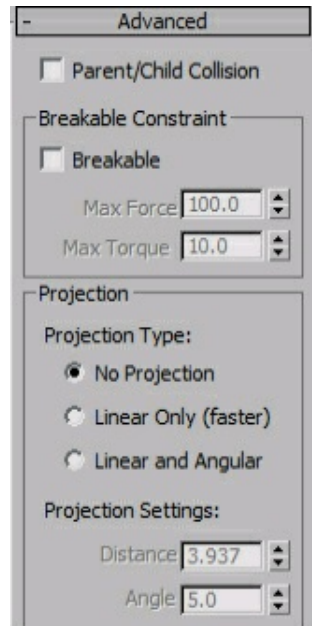 - Advanced
Parent/Child Collision
Breakable Constraint
Breakable
Max Force 100.0
Max Torque 10.0
Projection
Projection Type:
No Projection
Linear Only (faster)
Linear and Angular
Projection Settings:
Distance 3.937
Angle 5.0